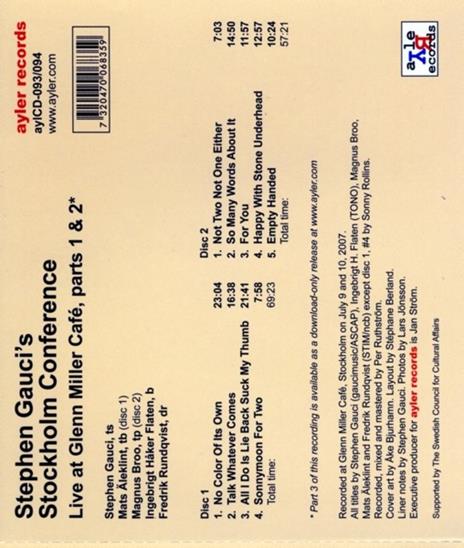 Stephen Gauci's
Stockholm Conference
Live at Glenn Miller Café, parts 1 & 2*
ayler records
aylCD-093/094
www.ayler.com
7 320470 068359
Stephen Gauci, ts
Mats Äleklint, tb (disc 1)
Magnus Broo, tp (disc 2)
Ingebrigt Håker Flaten, b
Fredrik Rundqvist, dr
Disc 1
1. No Color Of Its Own 23:04
2. Talk Whatever Comes 16:38
3. All I Do Is Lie Back Suck My Thumb 21:41
4. Sonnymoon For Two 7:58
Total time: 69:23
Disc 2
1. Not Two Not One Either 7:03
2. So Many Words About It 14:50
3. For You 11:57
4. Happy With Stone Underhead 12:57
5. Empty Handed 10:24
Total time: 57:21
* Part 3 of this recording is available as a download-only release at www.ayler.com
Recorded at Glenn Miller Café, Stockholm on July 9 and 10, 2007.
All titles by Stephen Gauci (gaucimusic/ASCAP), Ingebrigt H. Flaten (TONO), Magnus Broo,
Mats Äleklint and Fredrik Rundqvist (STIM/ncb) except disc 1, #4 by Sonny Rollins.
Recorded, mixed and mastered by Per Ruthström.
Cover art by Åke Bjurhamn. Layout by Stéphane Berland.
Liner notes by Stephen Gauci. Photos by Lars Jönsson.
Executive producer for ayler records is Jan Ström.
Supported by The Swedish Council for Cultural Affairs
ayler
records